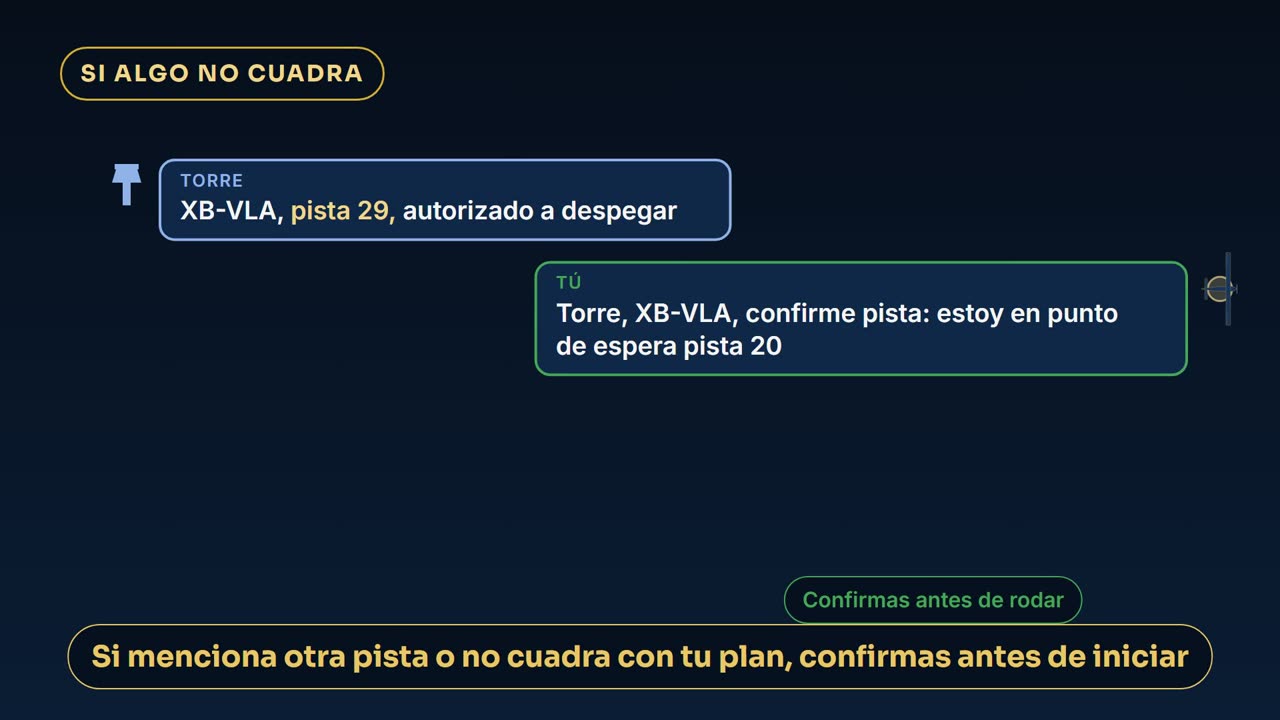 SI ALGO NO CUADRA
TORRE
XB-VLA, pista 29, autorizado a despegar
TÚ
Torre, XB-VLA, confirme pista: estoy en punto
de espera pista 20
Confirmas antes de rodar
Si menciona otra pista o no cuadra con tu plan, confirmas antes de iniciar